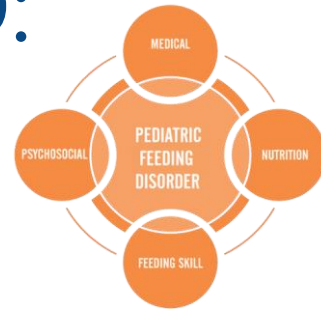 MEDICAL
PSYCHOSOCIAL
PEDIATRIC
FEEDING
DISORDER
NUTRITION
FEEDING SKILL